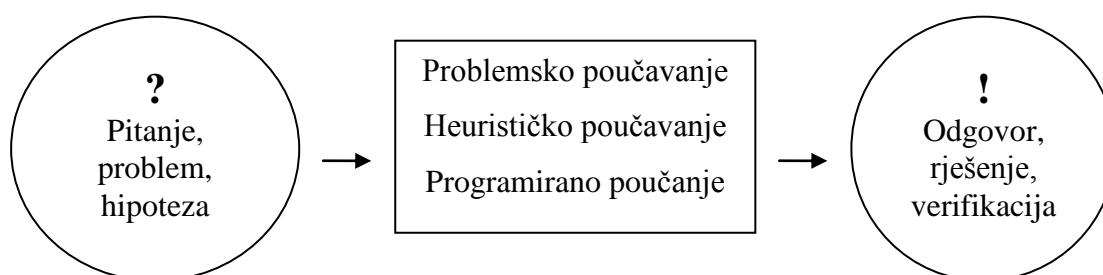 ?
Pitanje,
problem,
hipoteza
Problemsko poučavanje
Heurističko poučavanje
Programirano poučanje
!
Odgovor,
rješenje,
verifikacija